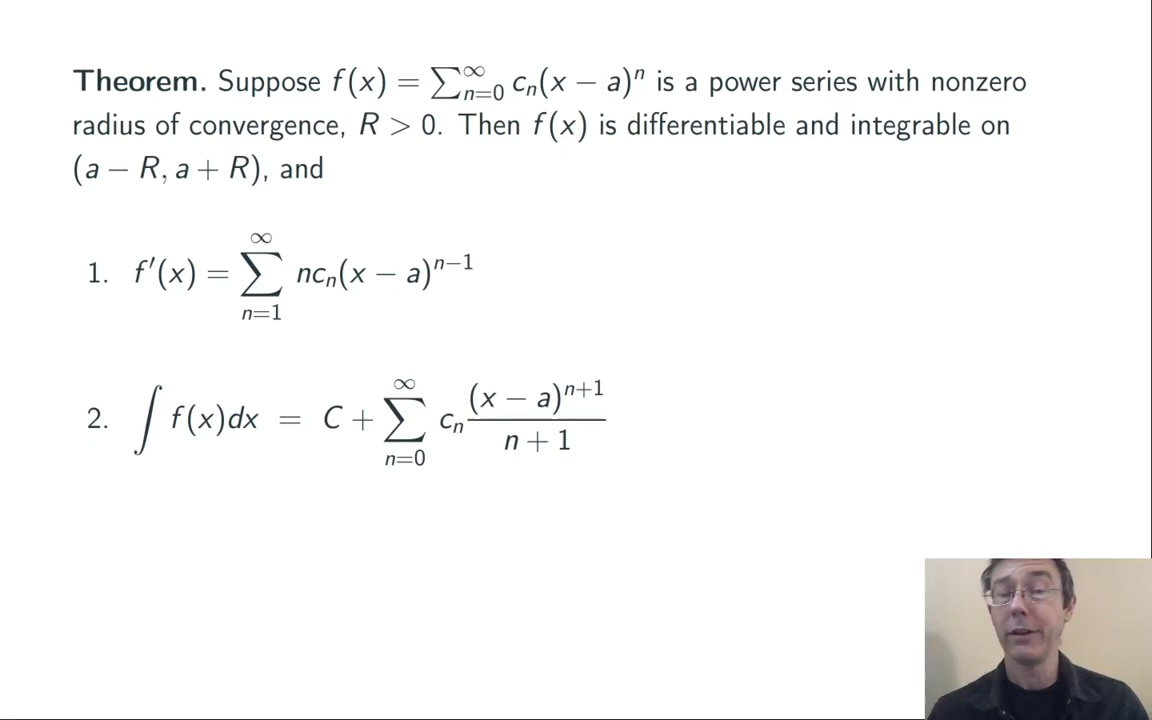 Theorem. Suppose f(x) = ∑_{n=0}^{∞} c_n(x − a)^n is a power series with nonzero
radius of convergence, R > 0. Then f(x) is differentiable and integrable on
(a − R, a + R), and
1. f′(x) = ∑_{n=1}^{∞} nc_n(x − a)^{n−1}
2. ∫ f(x)dx = C + ∑_{n=0}^{∞} c_n \frac{(x − a)^{n+1}}{n + 1}